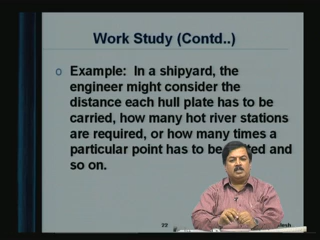 Work Study (Contd..)
o Example: In a shipyard, the
engineer might consider the
distance each hull plate has to be
carried, how many hot river stations
are required, or how many times a
particular point has to be and
so on.
22